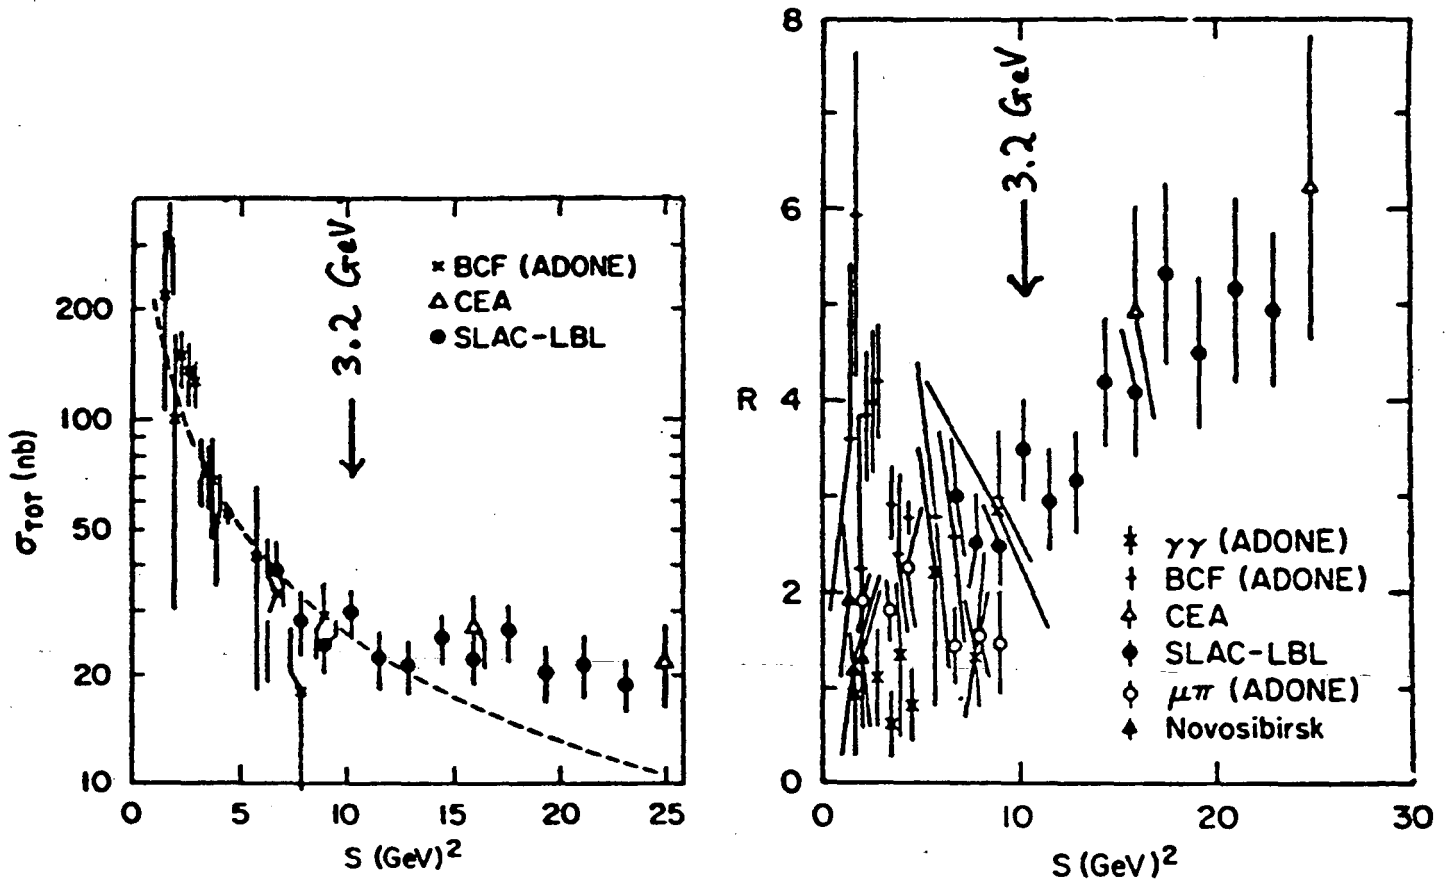 3.2 GeV
× BCF (ADONE)
△ CEA
● SLAC-LBL
200
100
50
20
10
σTOT (nb)
0 5 10 15 20 25
S (GeV)²
3.2 GeV
8
6
4
2
0
R
γγ (ADONE)
BCF (ADONE)
CEA
SLAC-LBL
μπ (ADONE)
Novosibirsk
0 10 20 30
S (GeV)²